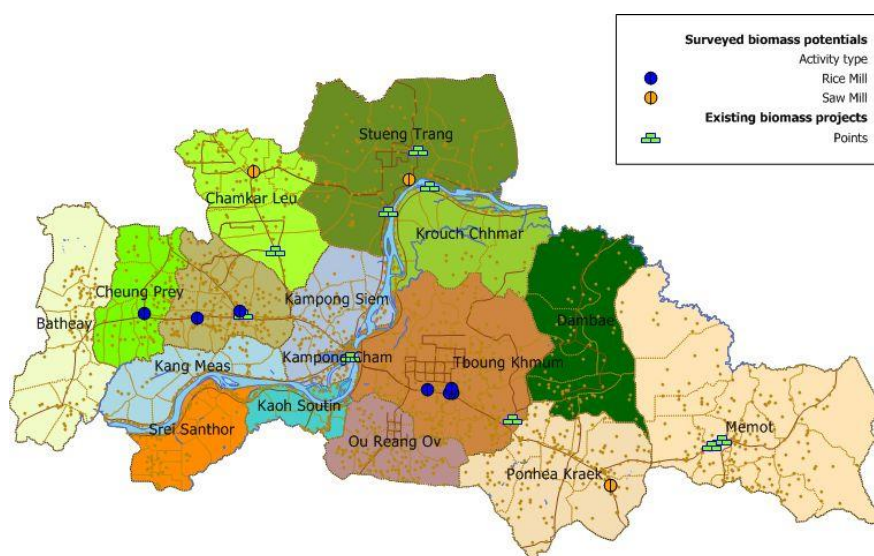 Surveyed biomass potentials
Activity type
Rice Mill
Saw Mill
Existing biomass projects
Points
Stueng Trang
Chamkar Leu
Krouch Chhmar
Cheung Prey
Kampong Siem
Batheay
Dambae
Kang Meas
Kampong Cham
Tboung Khmum
Kaoh Soutin
Srei Santhor
Ou Reang Ov
Memot
Ponhea Kraek